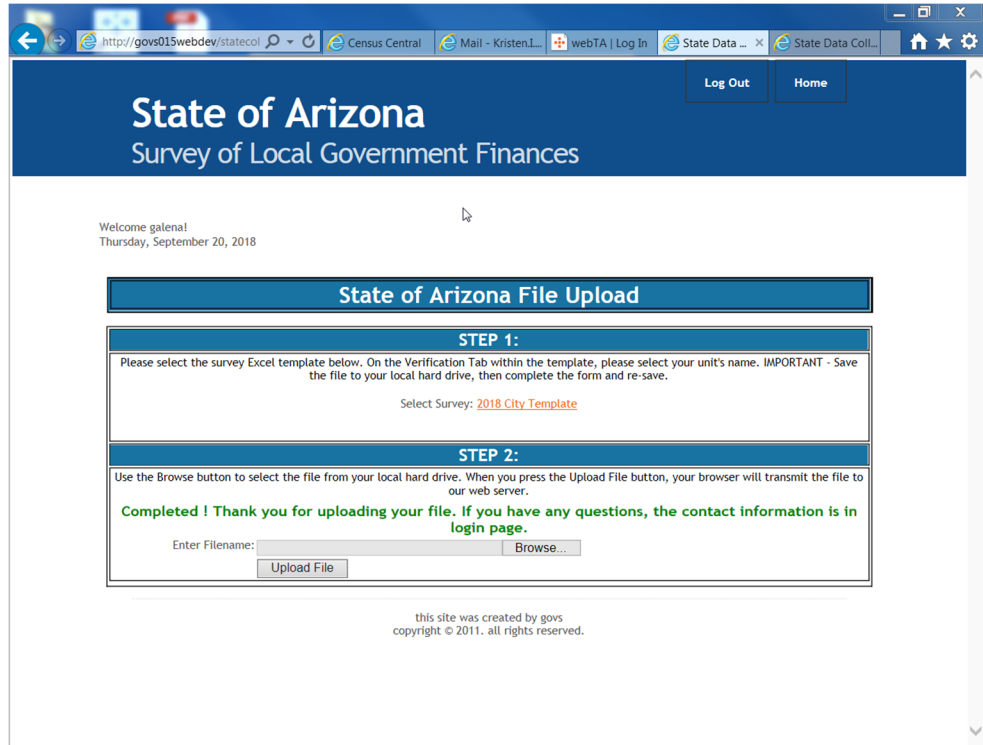 http://govs015webdev/statecol
Census Central
Mail - Kristen.I...
webTA | Log In
State Data ...
State Data Coll...
Log Out
Home
State of Arizona
Survey of Local Government Finances
Welcome galena!
Thursday, September 20, 2018
State of Arizona File Upload
STEP 1:
Please select the survey Excel template below. On the Verification Tab within the template, please select your unit's name. IMPORTANT - Save
the file to your local hard drive, then complete the form and re-save.
Select Survey: 2018 City Template
STEP 2:
Use the Browse button to select the file from your local hard drive. When you press the Upload File button, your browser will transmit the file to
our web server.
Completed ! Thank you for uploading your file. If you have any questions, the contact information is in
login page.
Enter Filename:
Browse...
Upload File
this site was created by govs
copyright © 2011. all rights reserved.